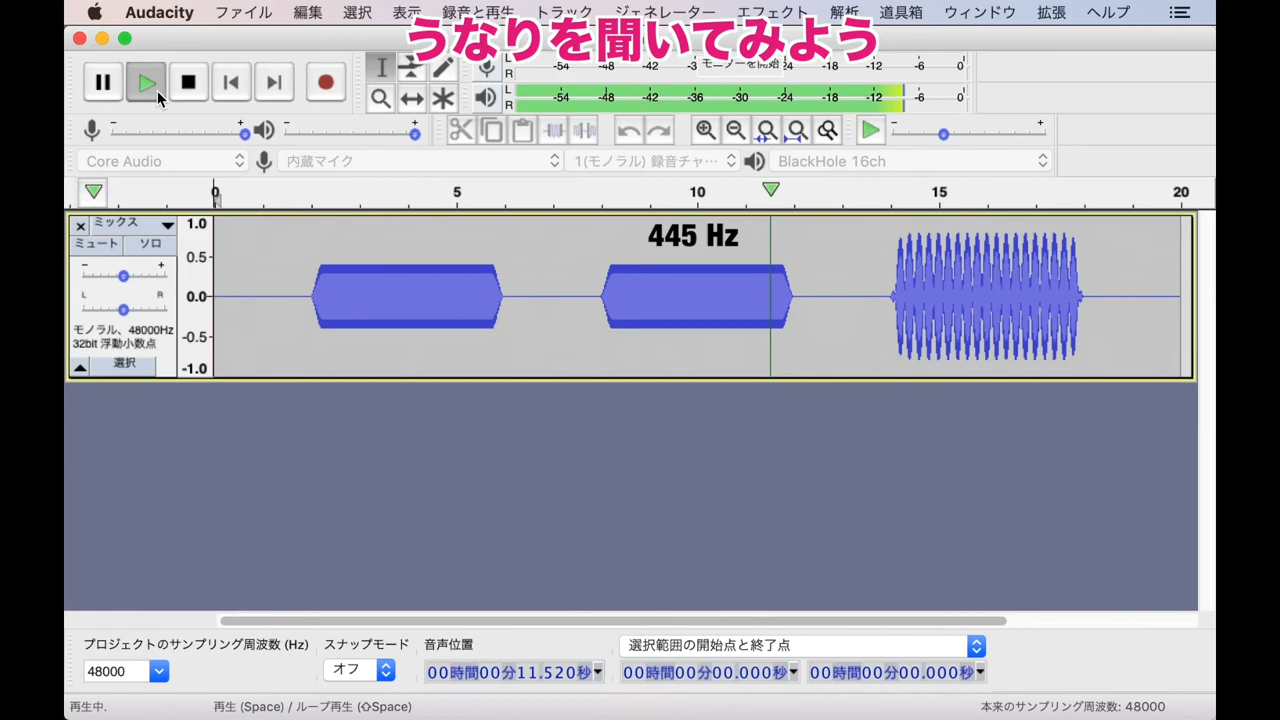 Audacity ファイル 編集 選択 表示 録音と再生 トラック ジェネレーター エフェクト 解析 道具箱 ウィンドウ 拡張 ヘルプ
うなりを聞いてみよう
L R -54 -48 -42 -3 モニターを開始 -12 -6 0
L R -54 -48 -42 -36 -30 -24 -18 -12 -6 0
- + - + - +
Core Audio 内蔵マイク 1(モノラル) 録音チャ… BlackHole 16ch
0 5 10 15 20
ミックス
ミュート ソロ
- +
L R
モノラル、48000Hz
32bit 浮動小数点
選択
1.0
0.5
0.0
-0.5
-1.0
445 Hz
プロジェクトのサンプリング周波数 (Hz) スナップモード 音声位置 選択範囲の開始点と終了点
48000 オフ 00時間00分11.520秒 00時間00分00.000秒 00時間00分00.000秒
再生中. 再生 (Space) / ループ再生 (⇧Space) 本来のサンプリング周波数: 48000